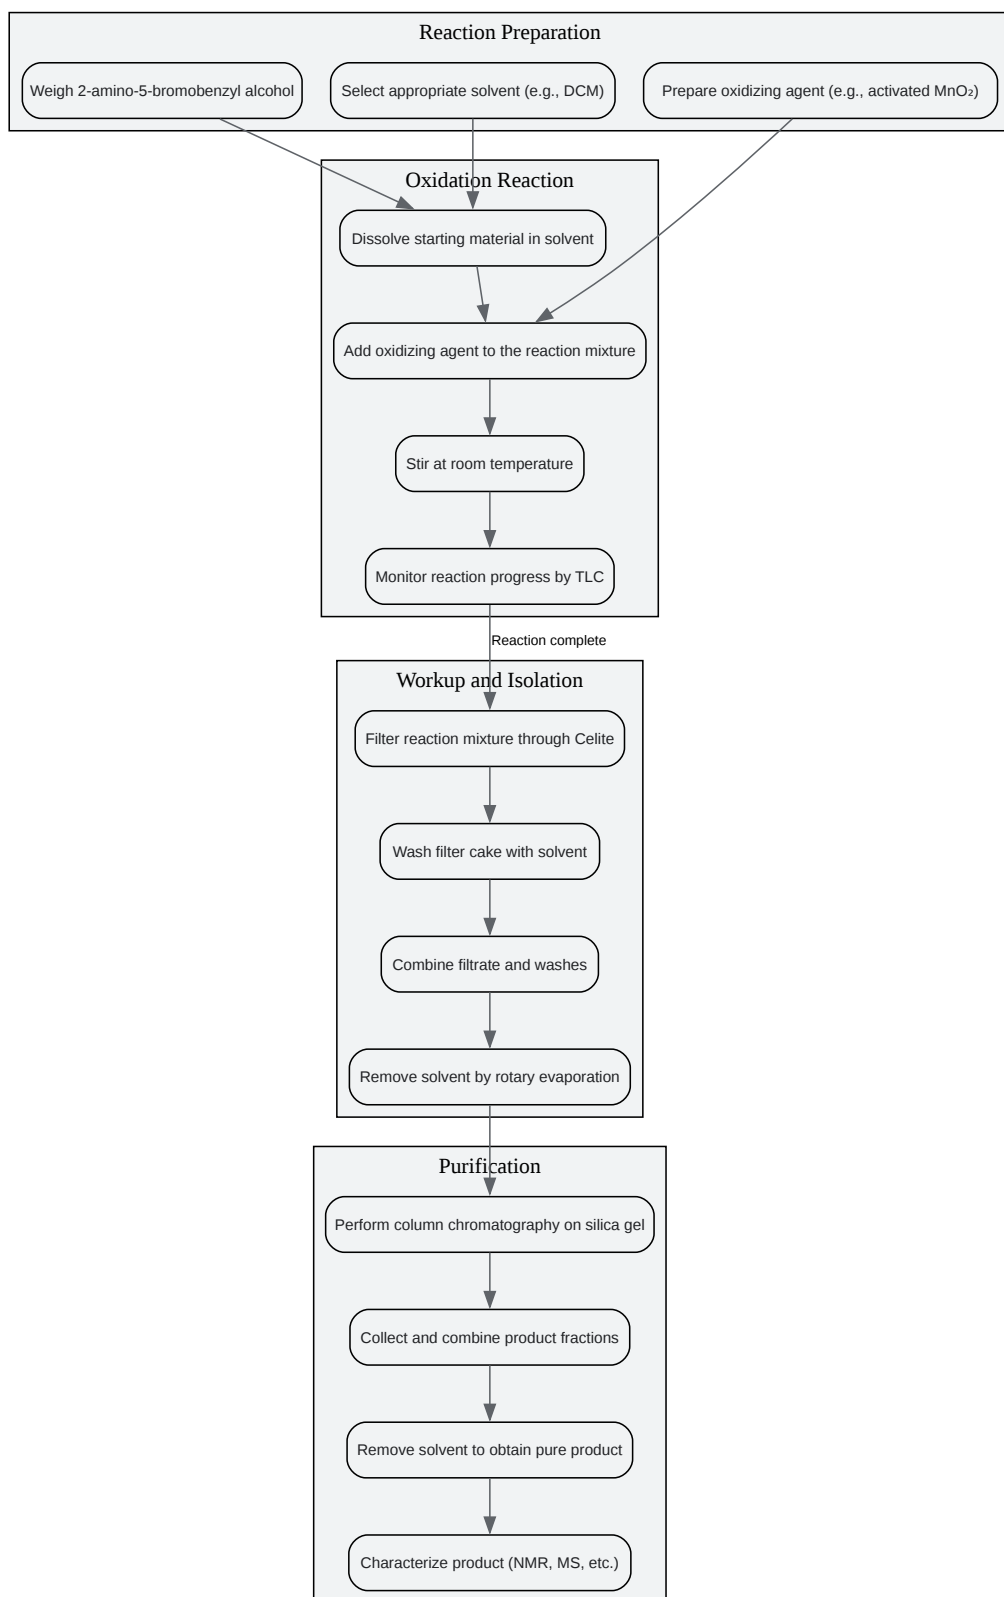 Reaction Preparation
Weigh 2-amino-5-bromobenzyl alcohol
Select appropriate solvent (e.g., DCM)
Prepare oxidizing agent (e.g., activated MnO₂)
Oxidation Reaction
Dissolve starting material in solvent
Add oxidizing agent to the reaction mixture
Stir at room temperature
Monitor reaction progress by TLC
Reaction complete
Workup and Isolation
Filter reaction mixture through Celite
Wash filter cake with solvent
Combine filtrate and washes
Remove solvent by rotary evaporation
Purification
Perform column chromatography on silica gel
Collect and combine product fractions
Remove solvent to obtain pure product
Characterize product (NMR, MS, etc.)